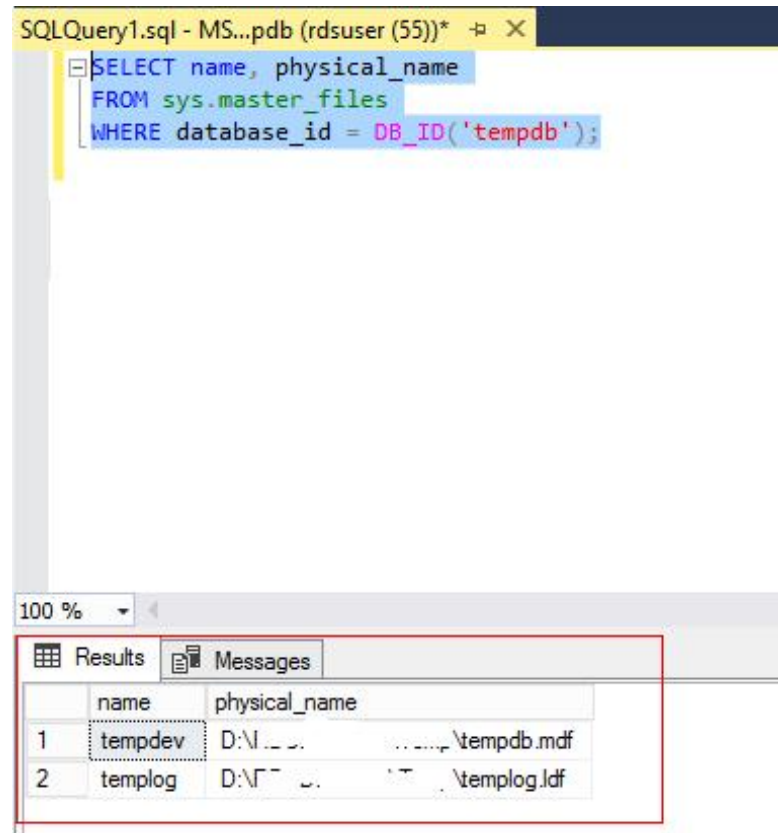 SQLQuery1.sql - MS...pdb (rdsuser (55))*
SELECT name, physical_name
FROM sys.master_files
WHERE database_id = DB_ID('tempdb');
100 %
Results Messages
name physical_name
1 tempdev D:\ \tempdb.mdf
2 templog D:\ \templog.ldf